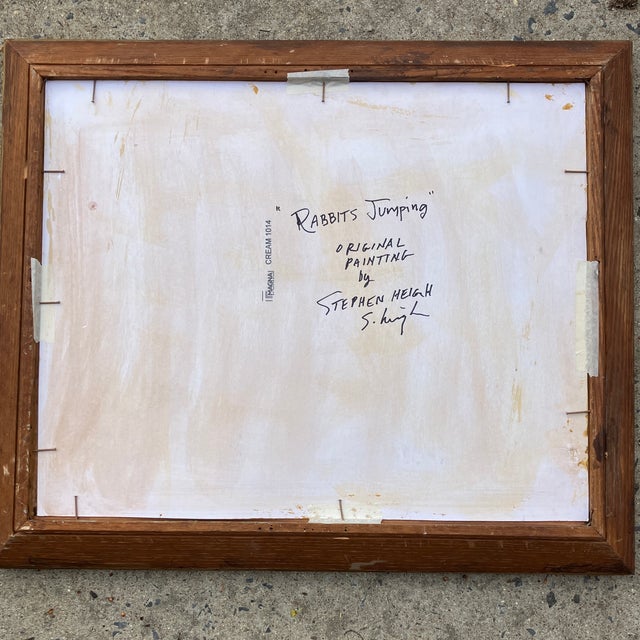 "RABBITS Jumping"
ORIGINAL
PAINTING
by
STEPHEN HEIGH
S. Heigh
CREAM 1014